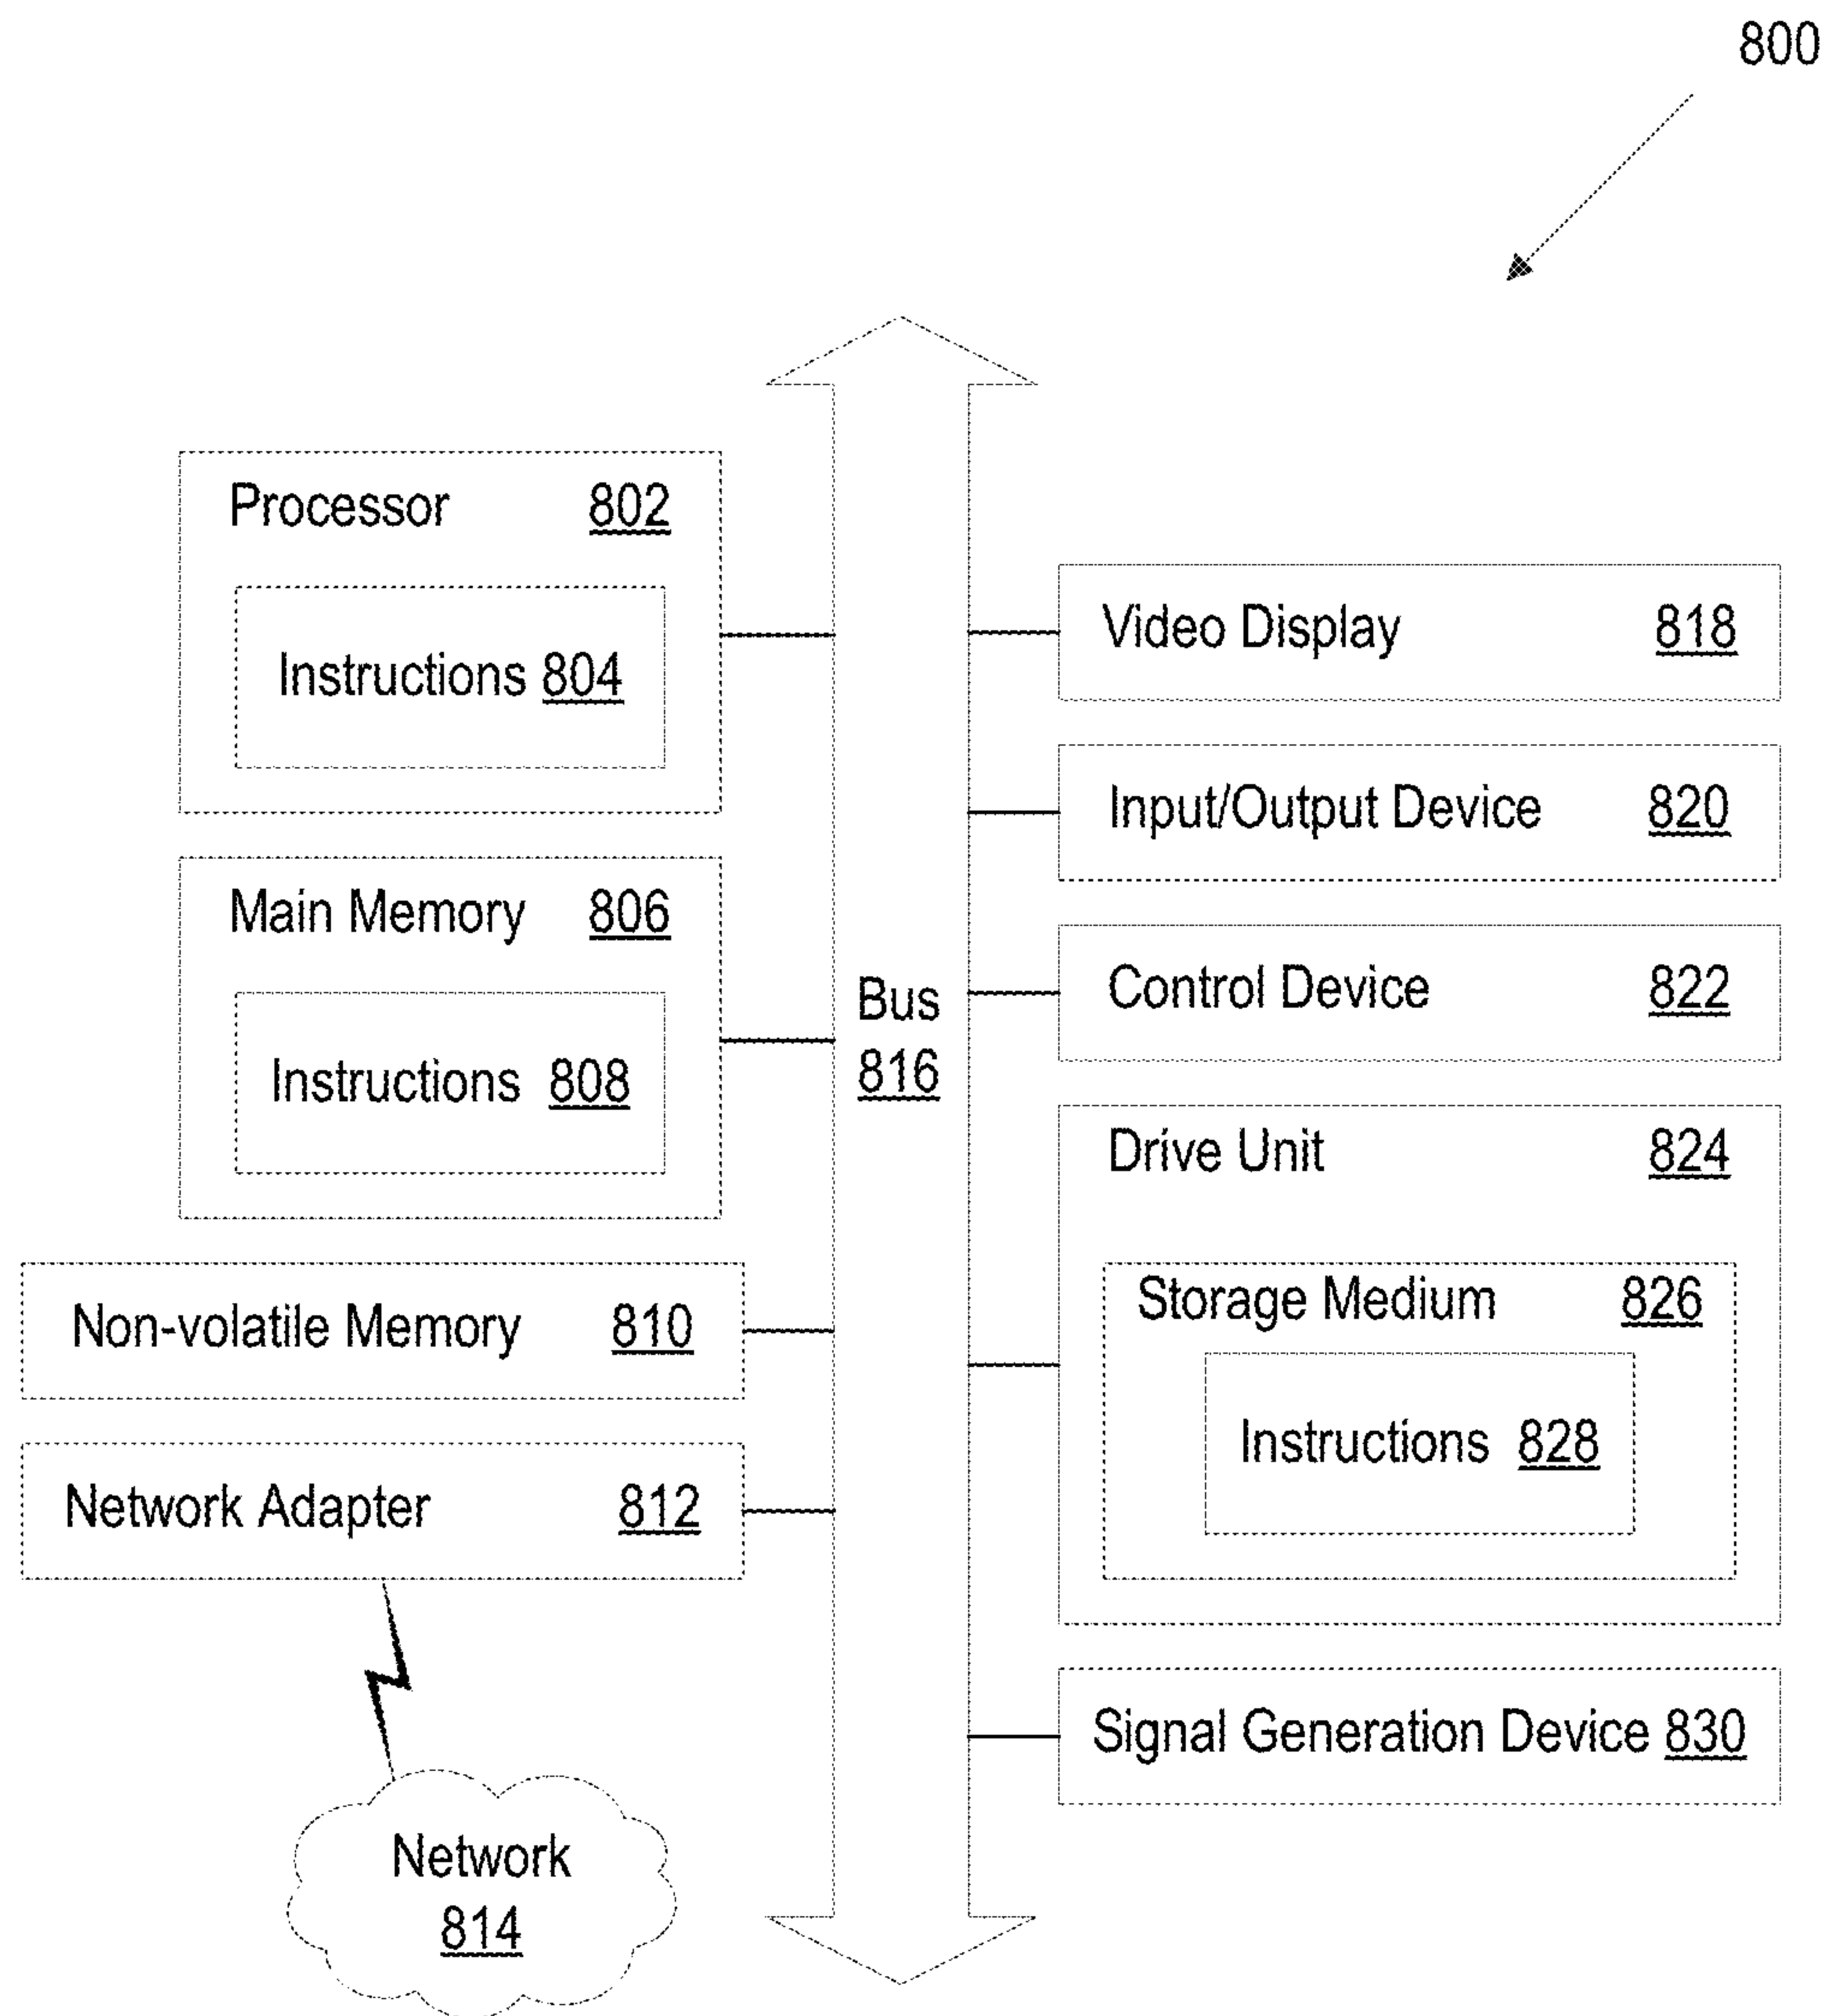 800
Processor 802
Instructions 804
Main Memory 806
Instructions 808
Non-volatile Memory 810
Network Adapter 812
Network
814
Bus
816
Video Display 818
Input/Output Device 820
Control Device 822
Drive Unit 824
Storage Medium 826
Instructions 828
Signal Generation Device 830